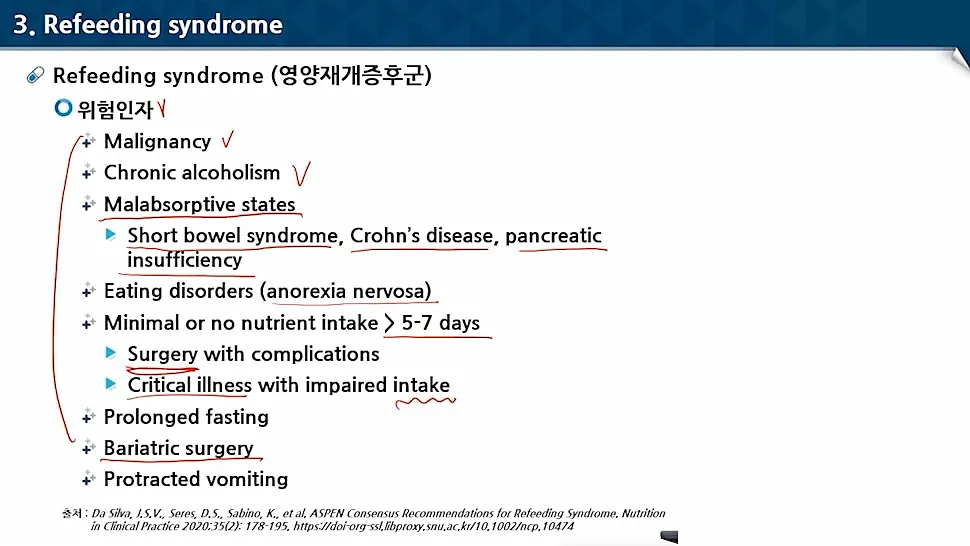 3. Refeeding syndrome
Refeeding syndrome (영양재개증후군)
위험인자
Malignancy
Chronic alcoholism
Malabsorptive states
Short bowel syndrome, Crohn's disease, pancreatic
insufficiency
Eating disorders (anorexia nervosa)
Minimal or no nutrient intake > 5-7 days
Surgery with complications
Critical illness with impaired intake
Prolonged fasting
Bariatric surgery
Protracted vomiting
출처 : Da Silva, J.S.V., Seres, D.S., Sabino, K., et al. ASPEN Consensus Recommendations for Refeeding Syndrome. Nutrition
in Clinical Practice 2020;35(2): 178-195. https://doi-org-ssl.libproxy.snu.ac.kr/10.1002/ncp.10474